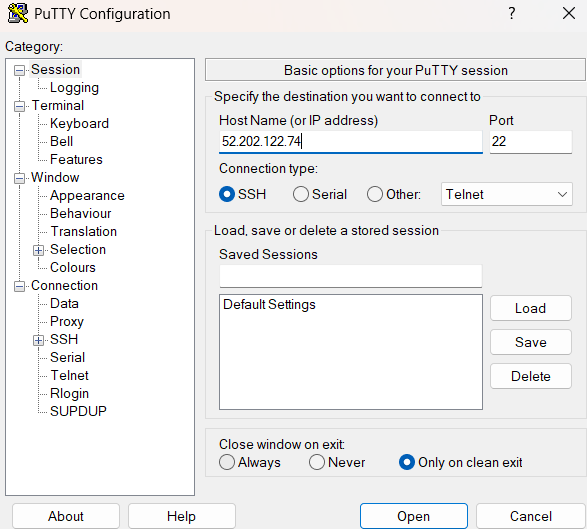 PuTTY Configuration
Category:
Session
Logging
Terminal
Keyboard
Bell
Features
Window
Appearance
Behaviour
Translation
Selection
Colours
Connection
Data
Proxy
SSH
Serial
Telnet
Rlogin
SUPDUP
Basic options for your PuTTY session
Specify the destination you want to connect to
Host Name (or IP address) Port
52.202.122.74 22
Connection type:
SSH Serial Other: Telnet
Load, save or delete a stored session
Saved Sessions
Default Settings
Load
Save
Delete
Close window on exit:
Always Never Only on clean exit
About Help Open Cancel